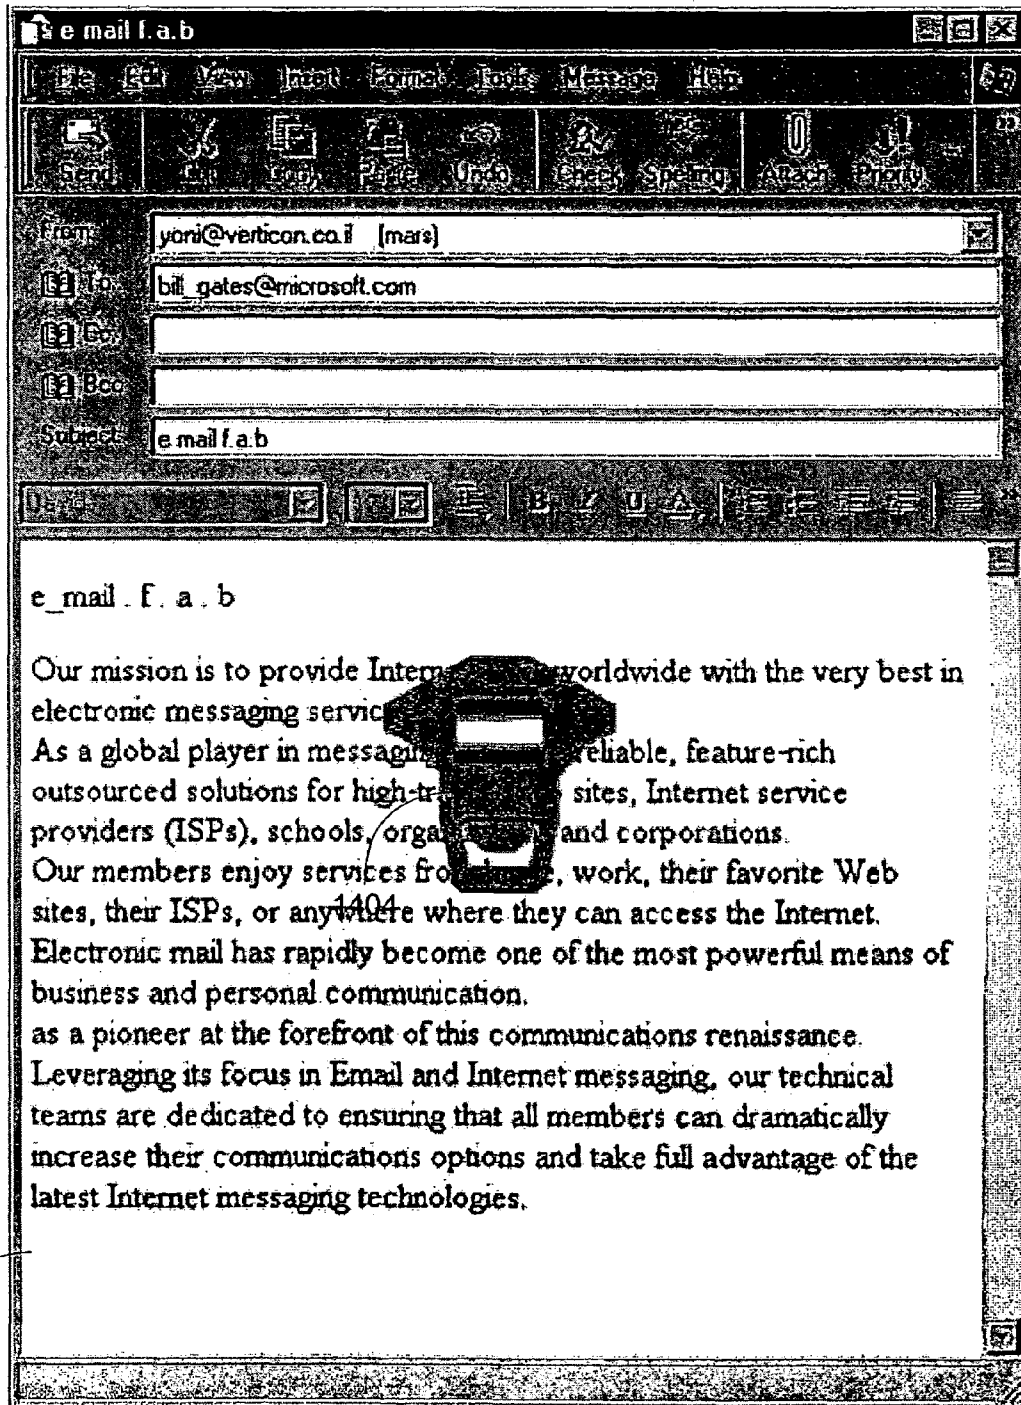 e mail f.a.b
File Edit View Insert Format Tools Message Help
Send Cut Copy Paste Undo Check Spelling Attach Priority
From: yoni@verticon.co.il (mars)
To: bill_gates@microsoft.com
Cc:
Bcc:
Subject: e mail f.a.b
B I U A
e_mail . f . a . b
Our mission is to provide worldwide with the very best in
electronic messaging
As a global player in reliable, feature-rich
outsourced solutions for sites, Internet service
providers (ISPs), schools, and corporations.
Our members enjoy services work, their favorite Web
sites, their ISPs, or anywhere where they can access the Internet.
1404
Electronic mail has rapidly become one of the most powerful means of
business and personal communication.
as a pioneer at the forefront of this communications renaissance.
Leveraging its focus in Email and Internet messaging, our technical
teams are dedicated to ensuring that all members can dramatically
increase their communications options and take full advantage of the
latest Internet messaging technologies.